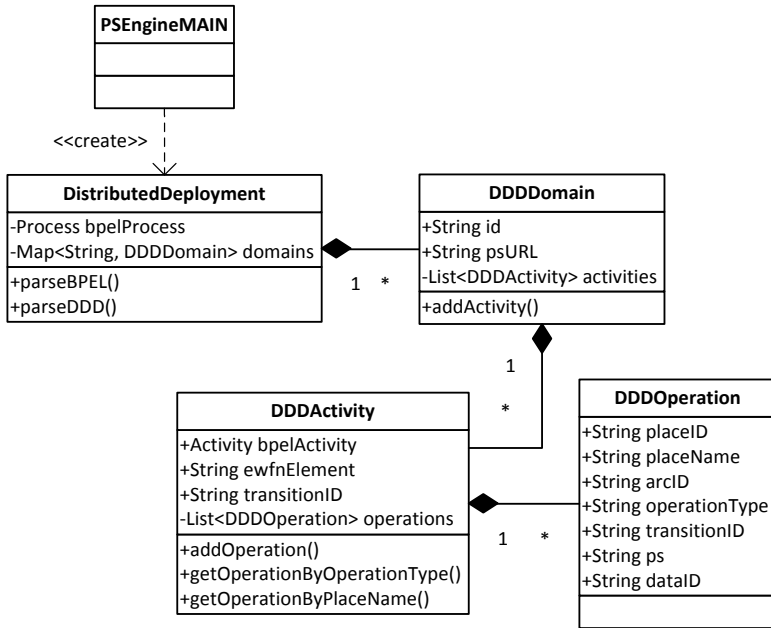 PSEngineMAIN
<<create>>
DistributedDeployment
-Process bpelProcess
-Map<String, DDDDomain> domains
+parseBPEL()
+parseDDD()
1 *
DDDDomain
+String id
+String psURL
-List<DDDActivity> activities
+addActivity()
1
*
DDDActivity
+Activity bpelActivity
+String ewfnElement
+String transitionID
-List<DDDOperation> operations
+addOperation()
+getOperationByOperationType()
+getOperationByPlaceName()
1 *
DDDOperation
+String placeID
+String placeName
+String arcID
+String operationType
+String transitionID
+String ps
+String dataID